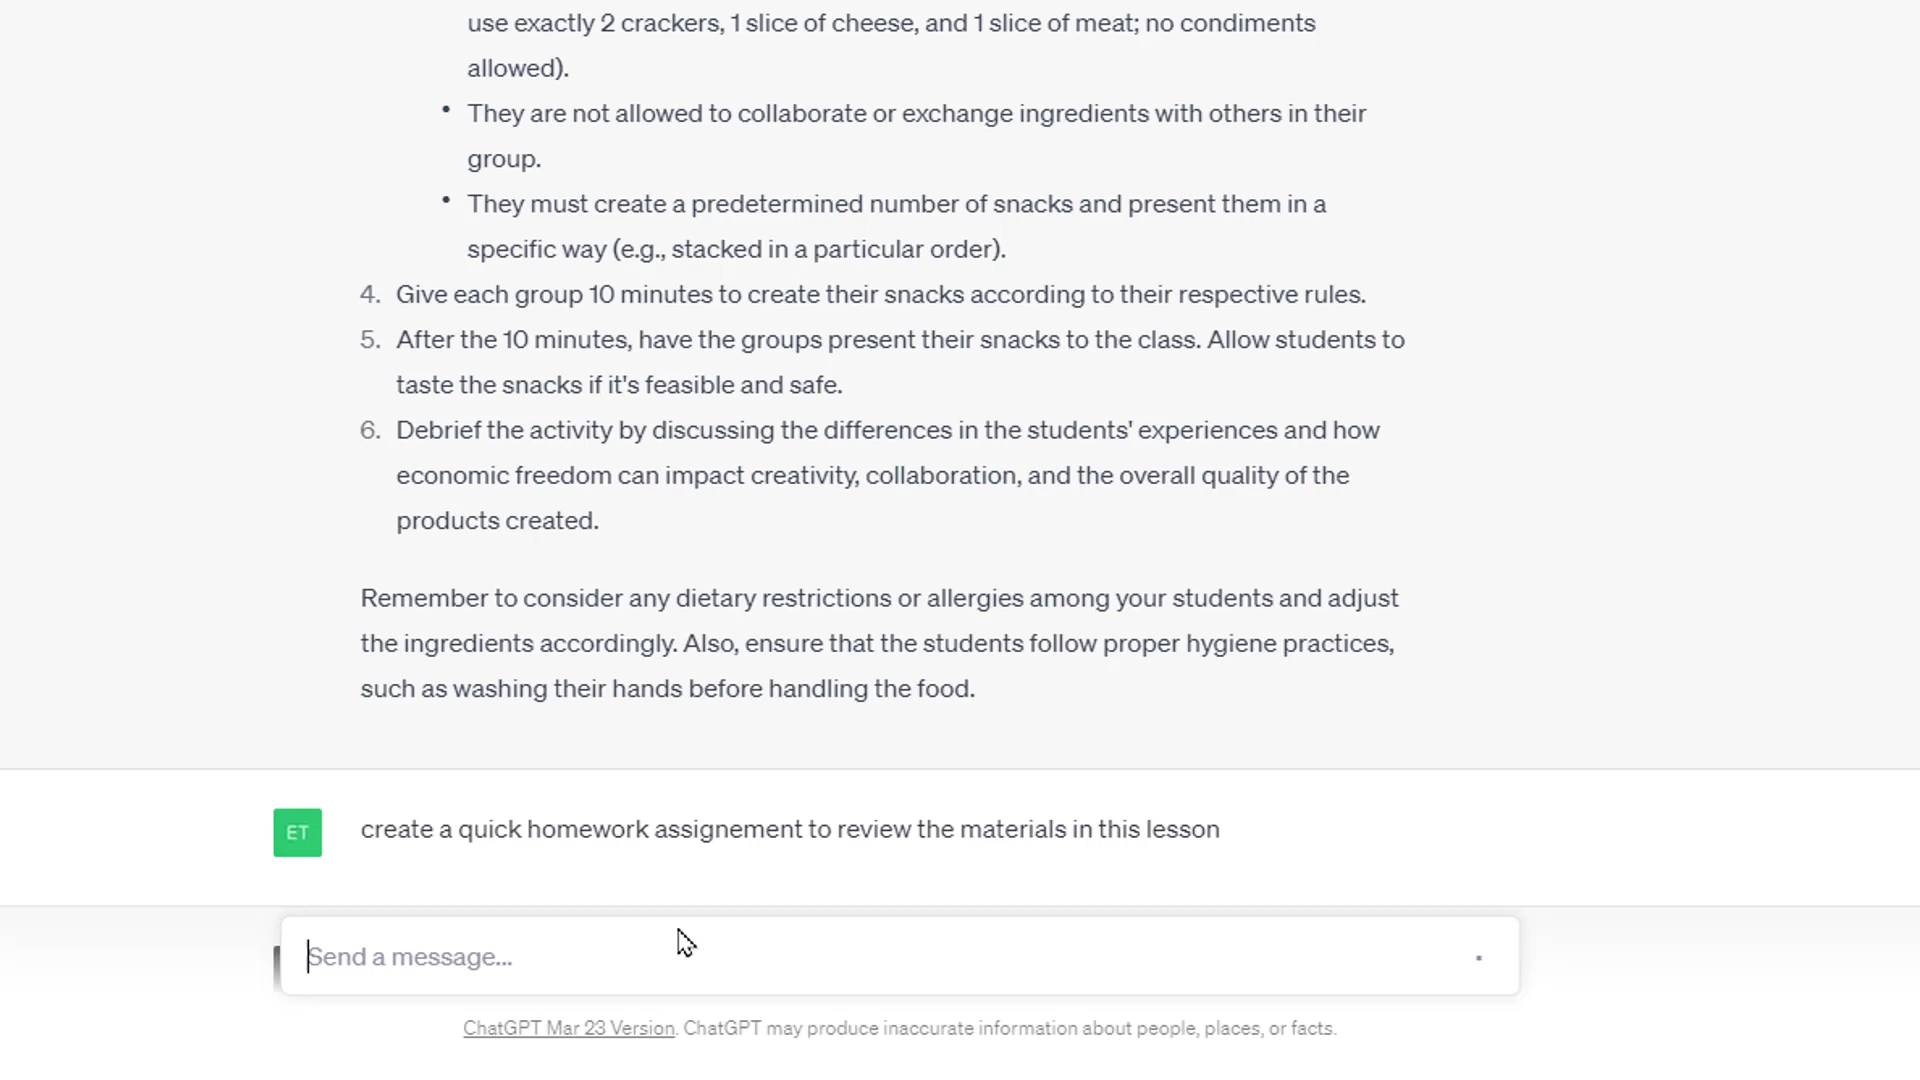 use exactly 2 crackers, 1 slice of cheese, and 1 slice of meat; no condiments
allowed).
• They are not allowed to collaborate or exchange ingredients with others in their
group.
• They must create a predetermined number of snacks and present them in a
specific way (e.g., stacked in a particular order).
4. Give each group 10 minutes to create their snacks according to their respective rules.
5. After the 10 minutes, have the groups present their snacks to the class. Allow students to
taste the snacks if it's feasible and safe.
6. Debrief the activity by discussing the differences in the students' experiences and how
economic freedom can impact creativity, collaboration, and the overall quality of the
products created.
Remember to consider any dietary restrictions or allergies among your students and adjust
the ingredients accordingly. Also, ensure that the students follow proper hygiene practices,
such as washing their hands before handling the food.
ET create a quick homework assignement to review the materials in this lesson
Send a message...
ChatGPT Mar 23 Version. ChatGPT may produce inaccurate information about people, places, or facts.